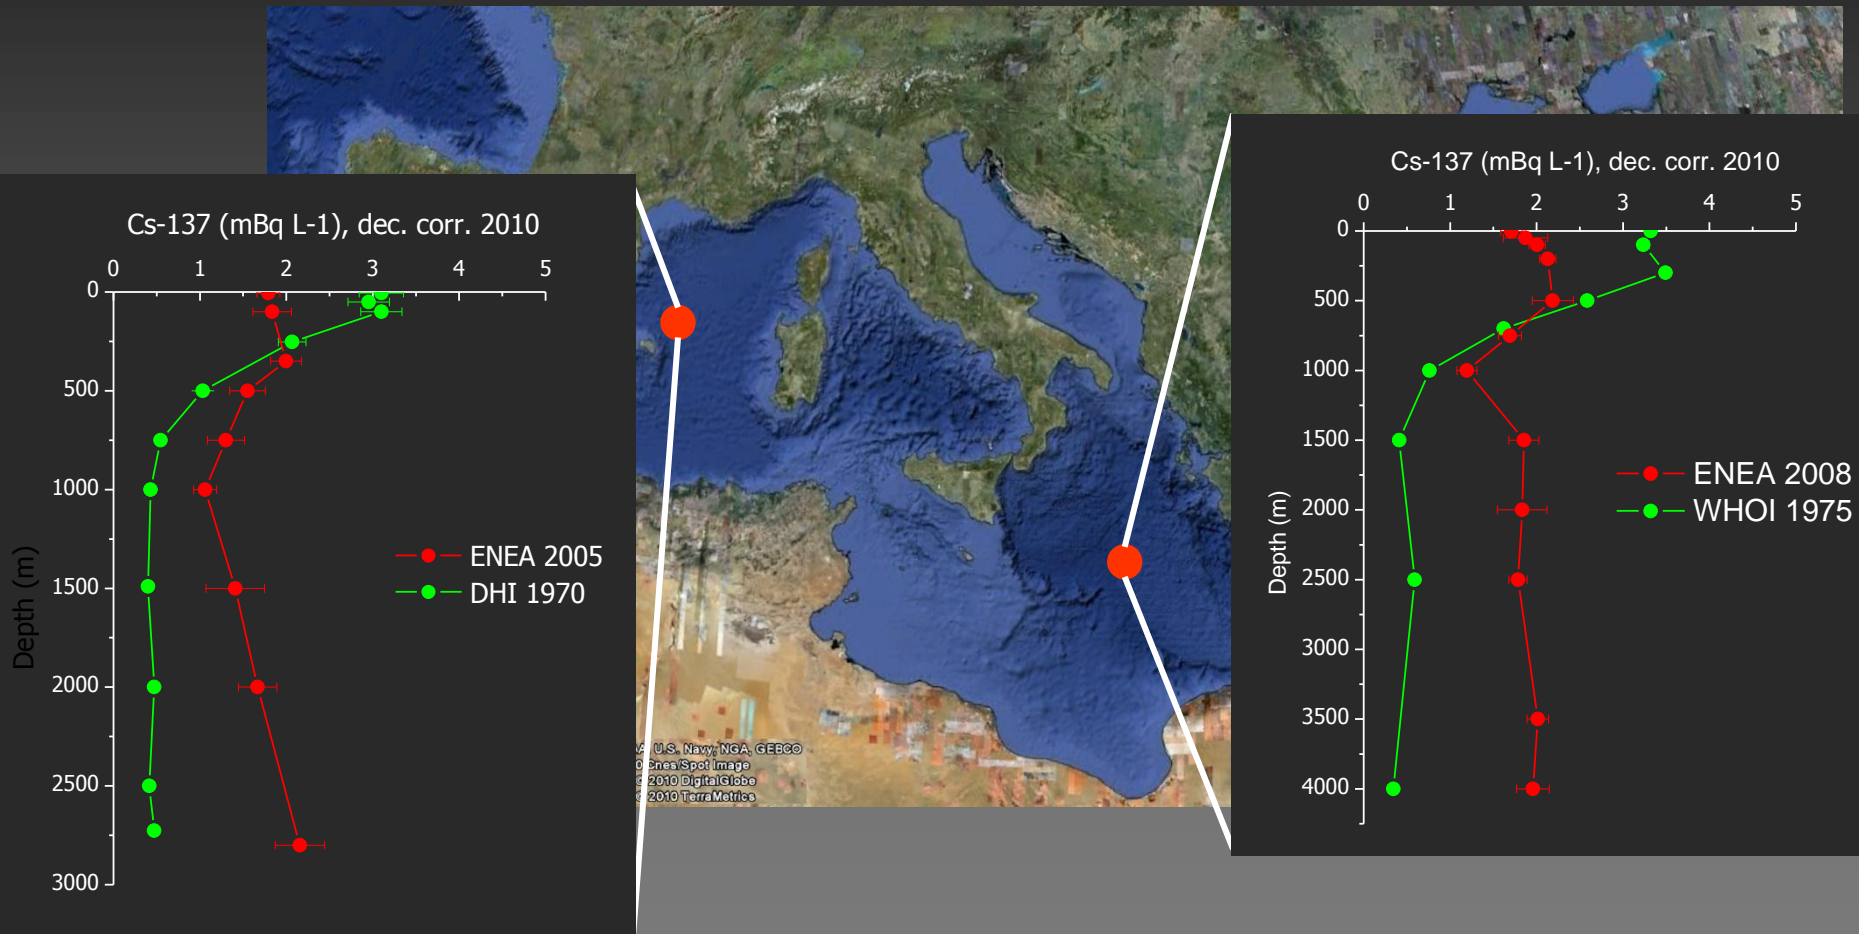 Cs-137 (mBq L-1), dec. corr. 2010
0 1 2 3 4 5
0
500
1000
1500
2000
2500
3000
Depth (m)
ENEA 2005
DHI 1970
Cs-137 (mBq L-1), dec. corr. 2010
0 1 2 3 4 5
0
500
1000
1500
2000
2500
3000
3500
4000
Depth (m)
ENEA 2008
WHOI 1975
U.S. Navy, NGA, GEBCO
Cnes/Spot Image
2010 DigitalGlobe
2010 TerraMetrics